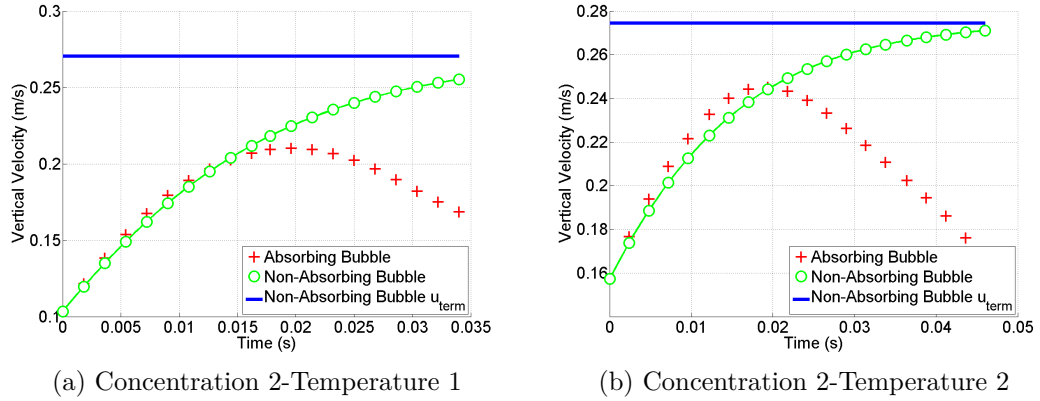 0.3
0.25
0.2
0.15
0.1
Vertical Velocity (m/s)
0
0.005
0.01
0.015
0.02
0.025
0.03
0.035
Time (s)
Absorbing Bubble
Non-Absorbing Bubble
Non-Absorbing Bubble u_term
(a) Concentration 2-Temperature 1
0.28
0.26
0.24
0.22
0.2
0.18
0.16
Vertical Velocity (m/s)
0
0.01
0.02
0.03
0.04
0.05
Time (s)
Absorbing Bubble
Non-Absorbing Bubble
Non-Absorbing Bubble u_term
(b) Concentration 2-Temperature 2